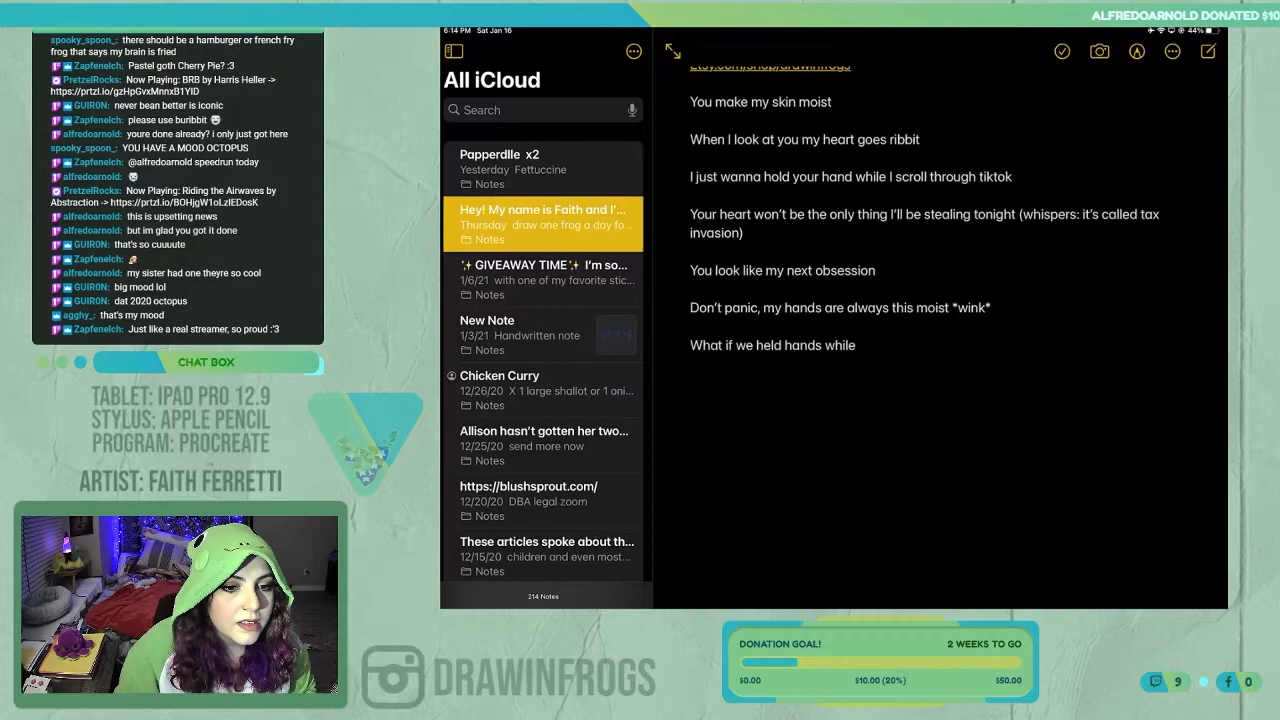 ALFREDOARNOLD DONATED $10
spooky_spoon_: there should be a hamburger or french fry
frog that says my brain is fried
Zapfenelch: Pastel goth Cherry Pie? :3
PretzelRocks: Now Playing: BRB by Harris Heller ->
GUIR0N: never bean better is iconic
Zapfenelch: please use buribbit
alfredoarnold: youre done already? i only just got here
spooky_spoon_: YOU HAVE A MOOD OCTOPUS
Zapfenelch: @alfredoarnold speedrun today
alfredoarnold:
PretzelRocks: Now Playing: Riding the Airwaves by
Abstraction ->
alfredoarnold: this is upsetting news
alfredoarnold: but im glad you got it done
GUIR0N: that's so cuuuute
Zapfenelch:
alfredoarnold: my sister had one theyre so cool
GUIR0N: big mood lol
GUIR0N: dat 2020 octopus
agghy_: that's my mood
Zapfenelch: Just like a real streamer, so proud :'3
CHAT BOX
TABLET: IPAD PRO 12.9
STYLUS: APPLE PENCIL
PROGRAM: PROCREATE
ARTIST: FAITH FERRETTI
6:14 PM Sat Jan 16
44%
All iCloud
Search
Papperdlle x2
Yesterday Fettuccine
Notes
Hey! My name is Faith and I'...
Thursday draw one frog a day fo...
Notes
✨ GIVEAWAY TIME✨ I'm so...
1/6/21 with one of my favorite stic...
Notes
New Note
1/3/21 Handwritten note
Notes
Chicken Curry
12/26/20 X 1 large shallot or 1 oni...
Notes
Allison hasn't gotten her two...
12/25/20 send more now
Notes
https://blushsprout.com/
12/20/20 DBA legal zoom
Notes
These articles spoke about th...
12/15/20 children and even most...
Notes
214 Notes
Etsy.com/shop/drawinfrogs
You make my skin moist
When I look at you my heart goes ribbit
I just wanna hold your hand while I scroll through tiktok
Your heart won't be the only thing I'll be stealing tonight (whispers: it's called tax
invasion)
You look like my next obsession
Don't panic, my hands are always this moist *wink*
What if we held hands while
DRAWINFROGS
DONATION GOAL! 2 WEEKS TO GO
$0.00 $10.00 (20%) $50.00
9 0